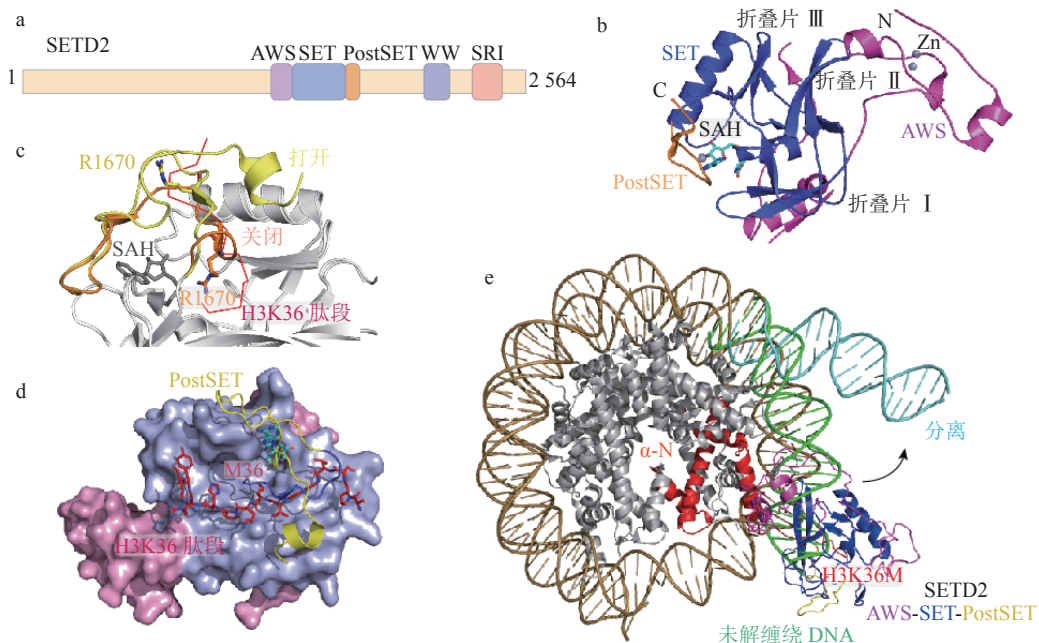 a
SETD2
AWS SET PostSET WW SRI
1
2 564
b
折叠片 Ⅲ
N
Zn
SET
折叠片 Ⅱ
C
SAH
AWS
PostSET
折叠片 Ⅰ
c
R1670
打开
SAH
关闭
R1670
H3K36 肽段
d
PostSET
M36
H3K36 肽段
e
α-N
分离
H3K36M
SETD2
AWS-SET-PostSET
未解缠绕 DNA